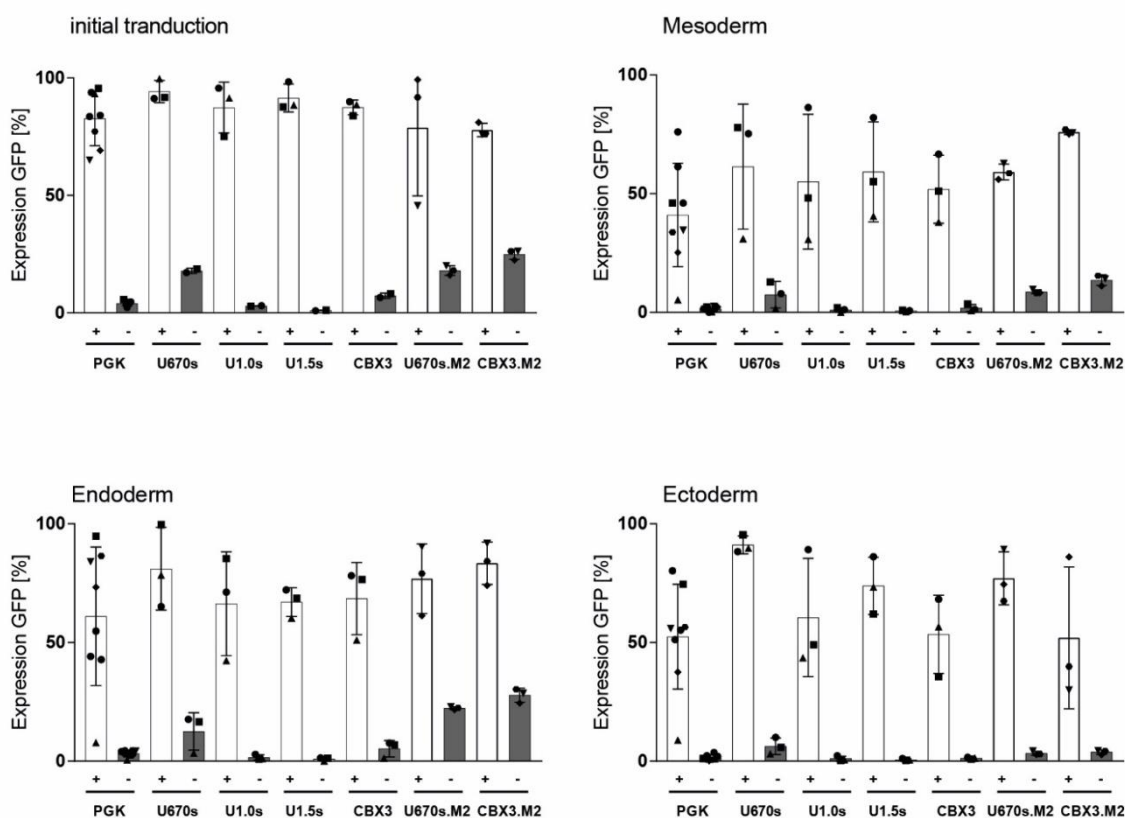 initial tranduction
Expression GFP [%]
100
50
0
+ - + - + - + - + - + - + -
PGK U670s U1.0s U1.5s CBX3 U670s.M2 CBX3.M2
Mesoderm
Expression GFP [%]
100
50
0
+ - + - + - + - + - + - + -
PGK U670s U1.0s U1.5s CBX3 U670s.M2 CBX3.M2
Endoderm
Expression GFP [%]
100
50
0
+ - + - + - + - + - + - + -
PGK U670s U1.0s U1.5s CBX3 U670s.M2 CBX3.M2
Ectoderm
Expression GFP [%]
100
50
0
+ - + - + - + - + - + - + -
PGK U670s U1.0s U1.5s CBX3 U670s.M2 CBX3.M2